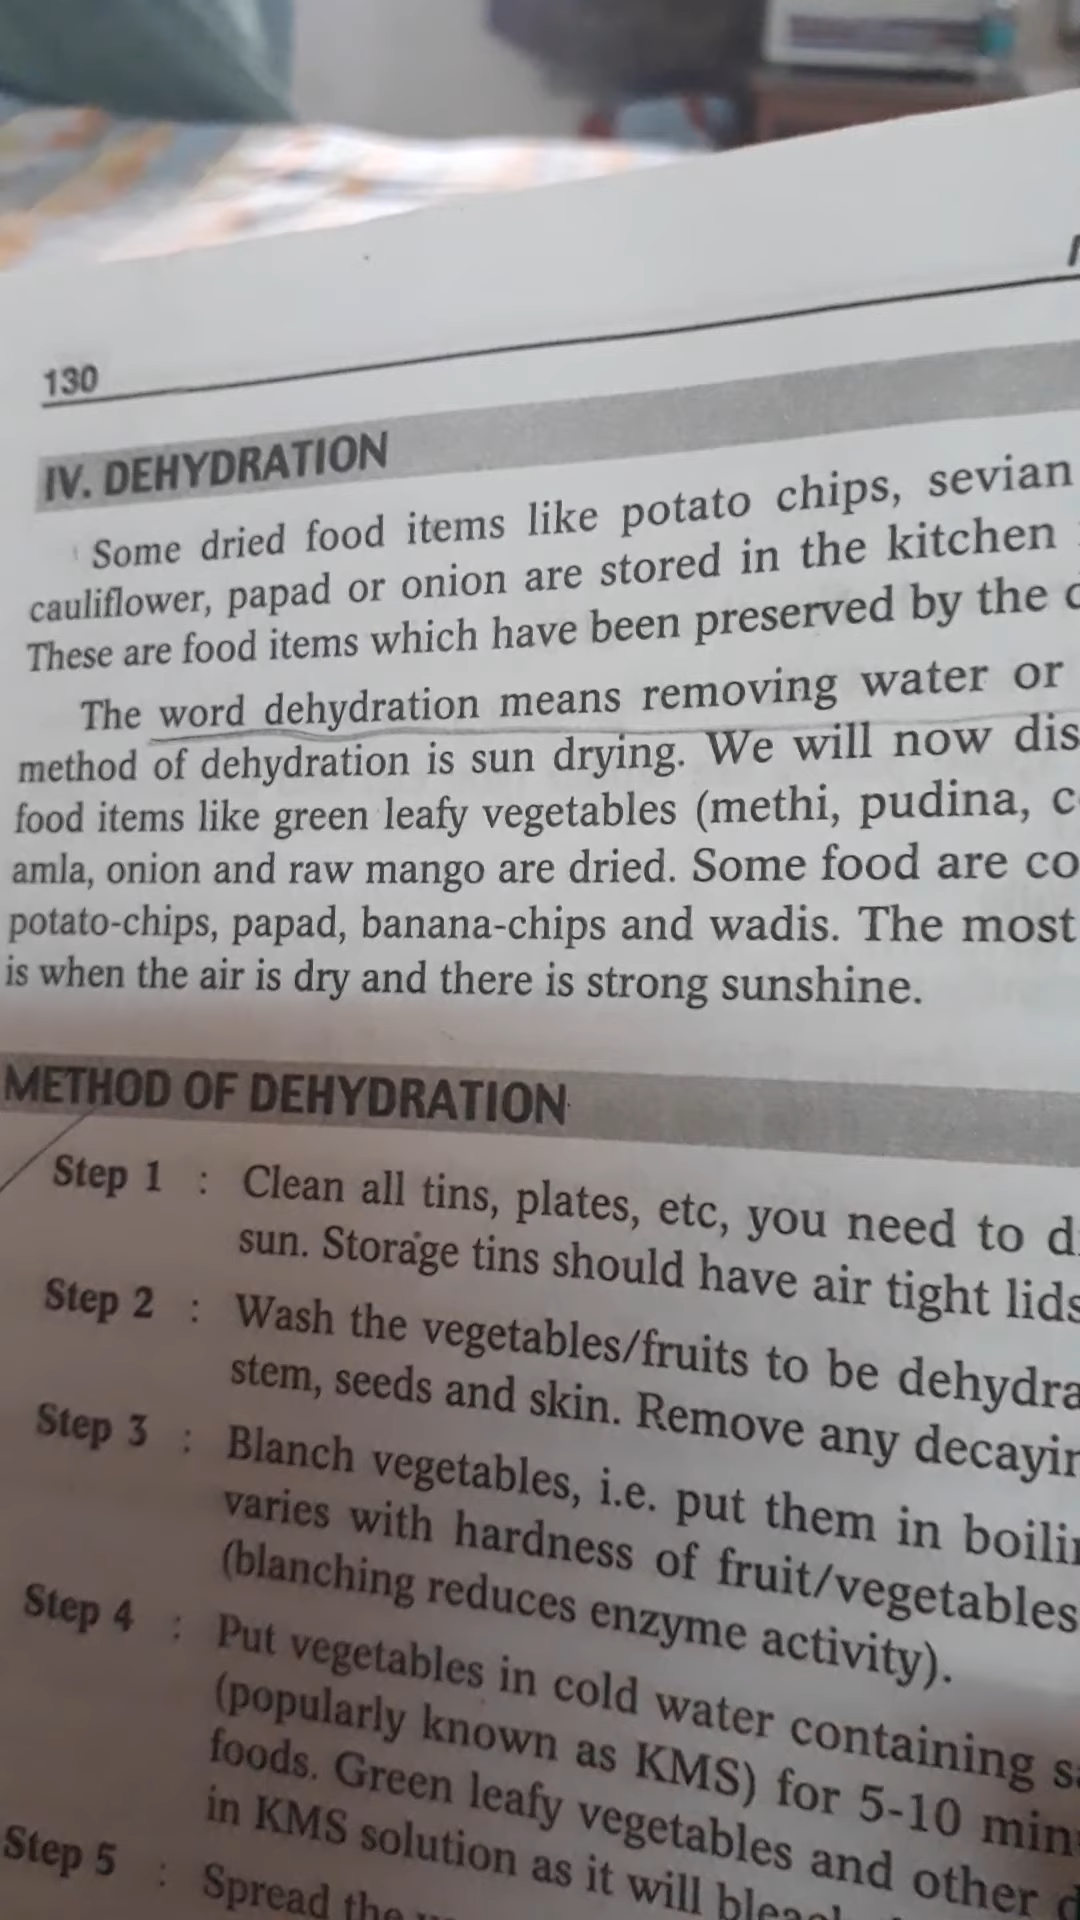 130
IV. DEHYDRATION
Some dried food items like potato chips, sevian
cauliflower, papad or onion are stored in the kitchen
These are food items which have been preserved by the
The word dehydration means removing water or
method of dehydration is sun drying. We will now dis
food items like green leafy vegetables (methi, pudina, c
amla, onion and raw mango are dried. Some food are co
potato-chips, papad, banana-chips and wadis. The most
is when the air is dry and there is strong sunshine.
METHOD OF DEHYDRATION
Step 1 : Clean all tins, plates, etc, you need to d
sun. Storage tins should have air tight lids
Step 2 : Wash the vegetables/fruits to be dehydra
stem, seeds and skin. Remove any decayin
Step 3 : Blanch vegetables, i.e. put them in boilin
varies with hardness of fruit/vegetables
(blanching reduces enzyme activity).
Step 4 : Put vegetables in cold water containing s
(popularly known as KMS) for 5-10 min
foods. Green leafy vegetables and other
in KMS solution as it will
Step 5 : Spread the